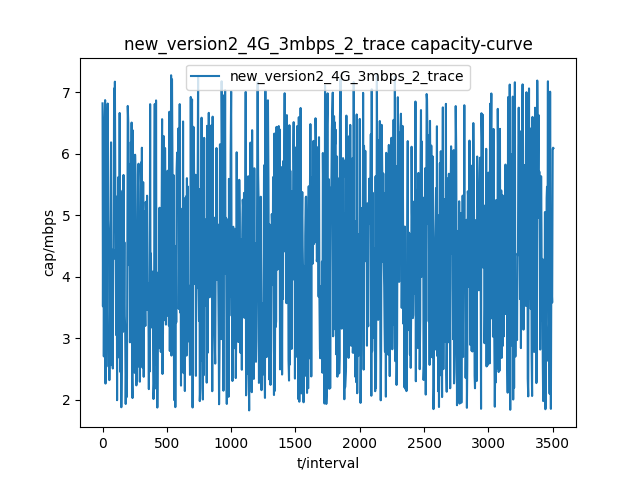 new_version2_4G_3mbps_2_trace capacity-curve
new_version2_4G_3mbps_2_trace
7
6
5
4
3
2
cap/mbps
0 500 1000 1500 2000 2500 3000 3500
t/interval